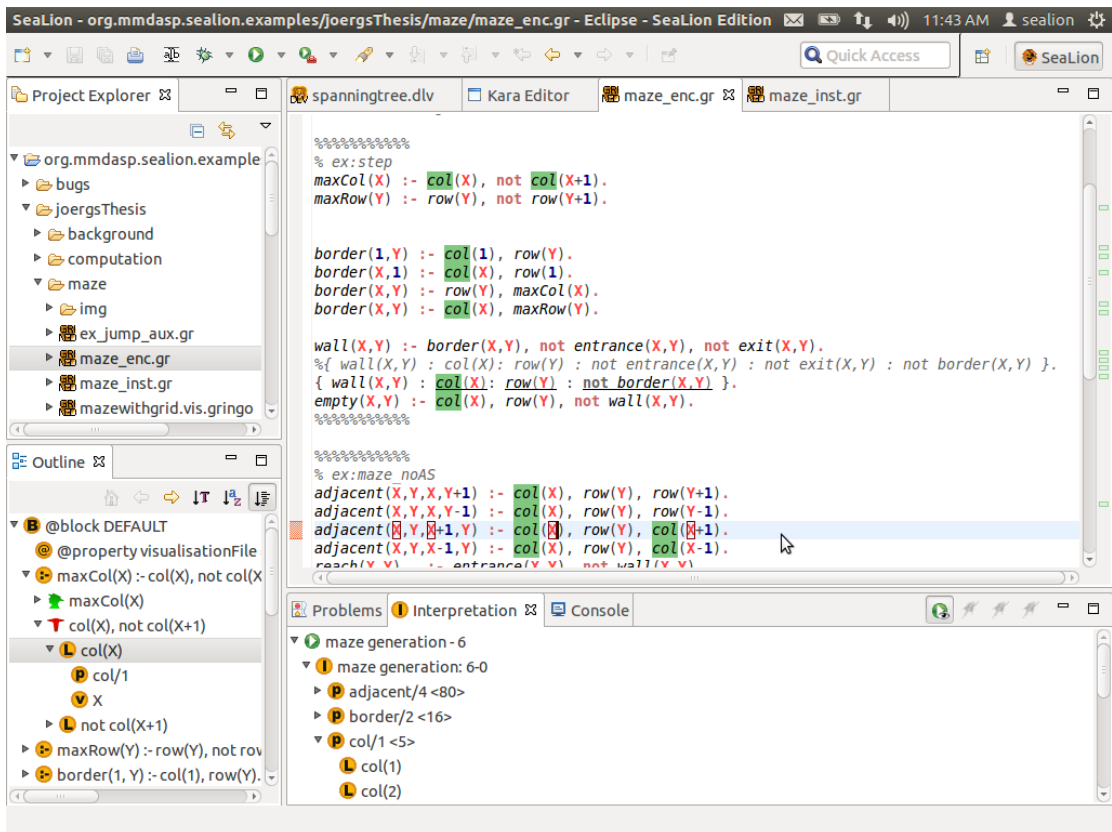 SeaLion - org.mmdasp.sealion.examples/joergsThesis/maze/maze_enc.gr - Eclipse - SeaLion Edition 11:43 AM sealion
Quick Access SeaLion
Project Explorer
org.mmdasp.sealion.example
bugs
joergsThesis
background
computation
maze
img
ex_jump_aux.gr
maze_enc.gr
maze_inst.gr
mazewithgrid.vis.gringo
Outline
@block DEFAULT
@property visualisationFile
maxCol(X) :- col(X), not col(X
maxCol(X)
col(X), not col(X+1)
col(X)
col/1
X
not col(X+1)
maxRow(Y) :- row(Y), not rov
border(1, Y) :- col(1), row(Y).
spanningtree.dlv Kara Editor maze_enc.gr maze_inst.gr
%%%%%%%%%%%
% ex:step
maxCol(X) :- col(X), not col(X+1).
maxRow(Y) :- row(Y), not row(Y+1).
border(1,Y) :- col(1), row(Y).
border(X,1) :- col(X), row(1).
border(X,Y) :- row(Y), maxCol(X).
border(X,Y) :- col(X), maxRow(Y).
wall(X,Y) :- border(X,Y), not entrance(X,Y), not exit(X,Y).
%{ wall(X,Y) : col(X): row(Y) : not entrance(X,Y) : not exit(X,Y) : not border(X,Y) }.
{ wall(X,Y) : col(X): row(Y) : not border(X,Y) }.
empty(X,Y) :- col(X), row(Y), not wall(X,Y).
%%%%%%%%%%%
%%%%%%%%%%%
% ex:maze_noAS
adjacent(X,Y,X,Y+1) :- col(X), row(Y), row(Y+1).
adjacent(X,Y,X,Y-1) :- col(X), row(Y), row(Y-1).
adjacent(X,Y,X+1,Y) :- col(X), row(Y), col(X+1).
adjacent(X,Y,X-1,Y) :- col(X), row(Y), col(X-1).
reach(X,Y) :- entrance(X,Y), not wall(X,Y)
Problems Interpretation Console
maze generation - 6
maze generation: 6-0
adjacent/4 <80>
border/2 <16>
col/1 <5>
col(1)
col(2)